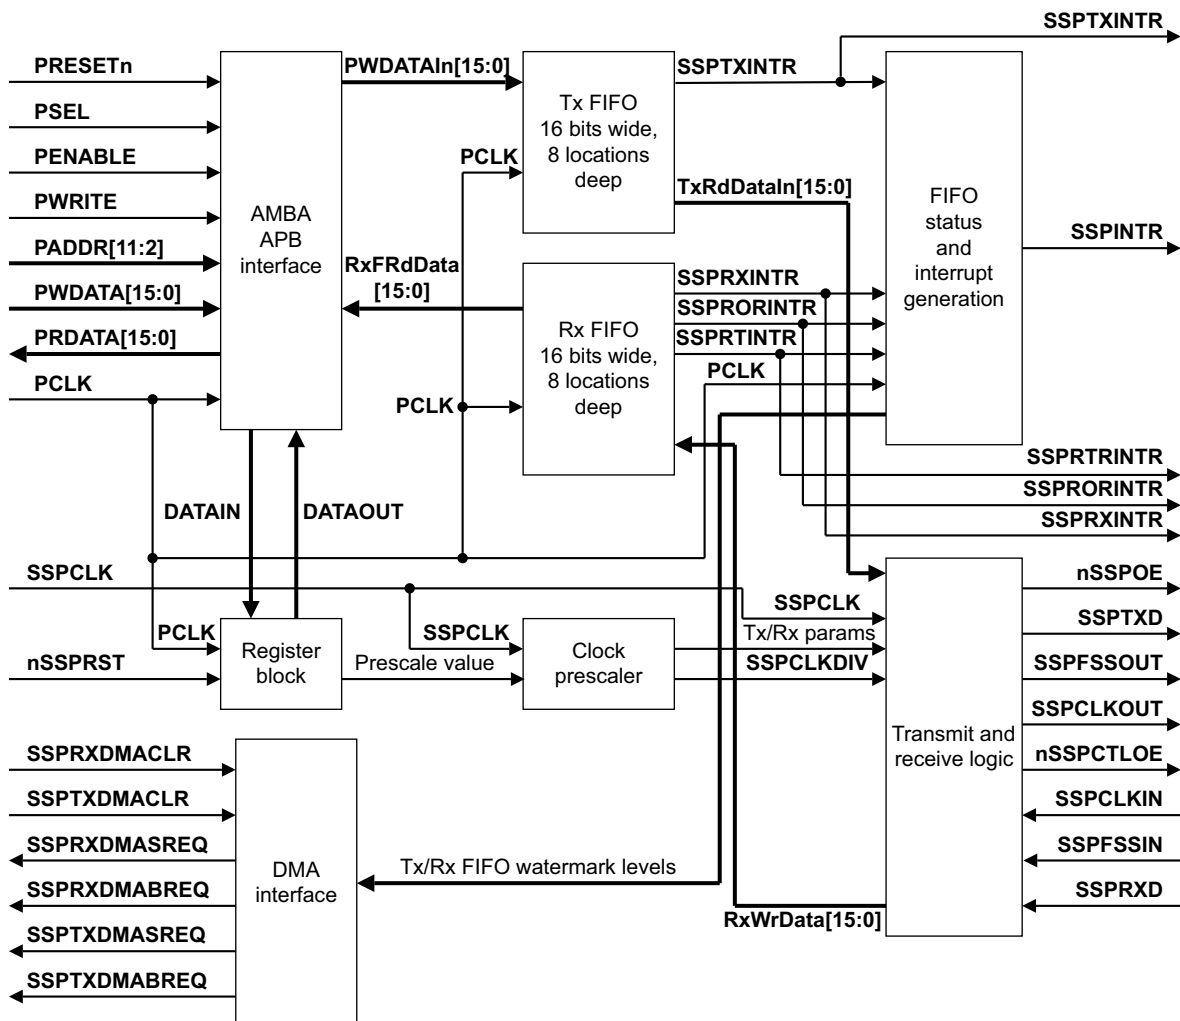 SSPTXINTR
PRESETn
PSEL
PENABLE
PWRITE
PADDR[11:2]
PWDATA[15:0]
PRDATA[15:0]
PCLK
AMBA
APB
interface
PWDATAIn[15:0]
RxFRdData
[15:0]
PCLK
Tx FIFO
16 bits wide,
8 locations
deep
SSPTXINTR
TxRdDataIn[15:0]
Rx FIFO
16 bits wide,
8 locations
deep
PCLK
SSPRXINTR
SSPRORINTR
SSPRTINTR
PCLK
FIFO
status
and
interrupt
generation
SSPINTR
SSPRTRINTR
SSPRORINTR
SSPRXINTR
DATAIN
DATAOUT
SSPCLK
PCLK
nSSPRST
Register
block
Prescale value
SSPCLK
Clock
prescaler
SSPCLK
Tx/Rx params
SSPCLKDIV
Transmit and
receive logic
nSSPOE
SSPTXD
SSPFSSOUT
SSPCLKOUT
nSSPCTLOE
SSPCLKIN
SSPFSSIN
SSPRXD
SSPRXDMACLR
SSPTXDMACLR
SSPRXDMASREQ
SSPRXDMABREQ
SSPTXDMASREQ
SSPTXDMABREQ
DMA
interface
Tx/Rx FIFO watermark levels
RxWrData[15:0]